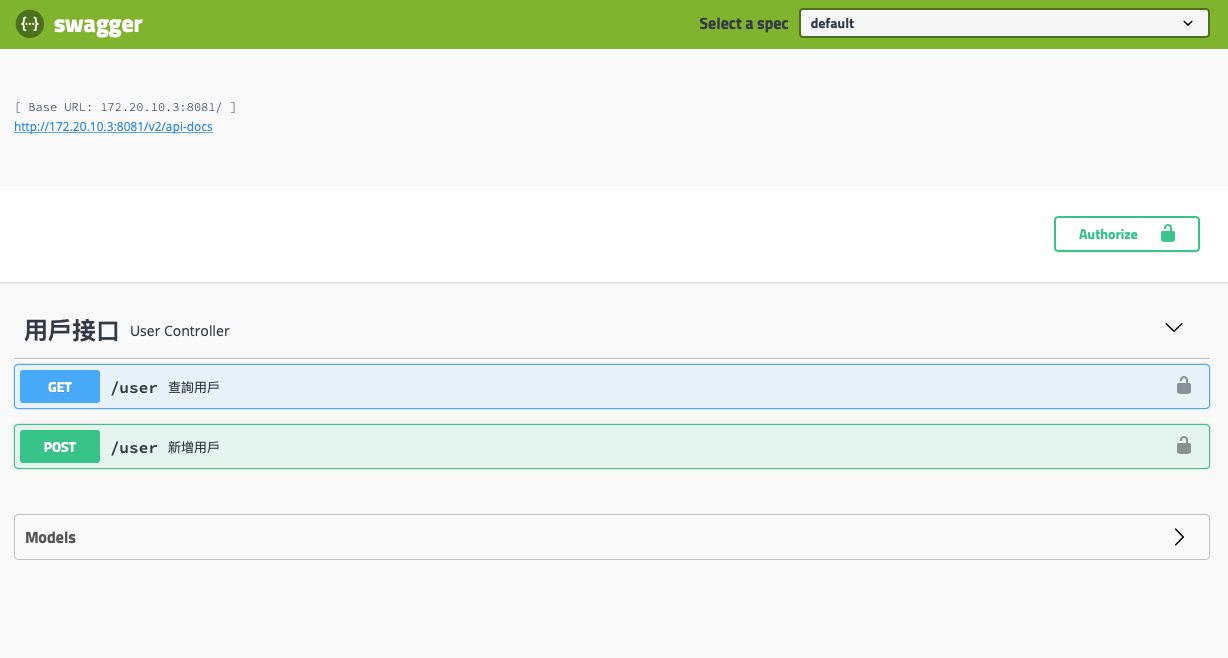 swagger
Select a spec default
[ Base URL: 172.20.10.3:8081/ ]
http://172.20.10.3:8081/v2/api-docs
Authorize
用戶接口 User Controller
GET /user 查詢用戶
POST /user 新增用戶
Models